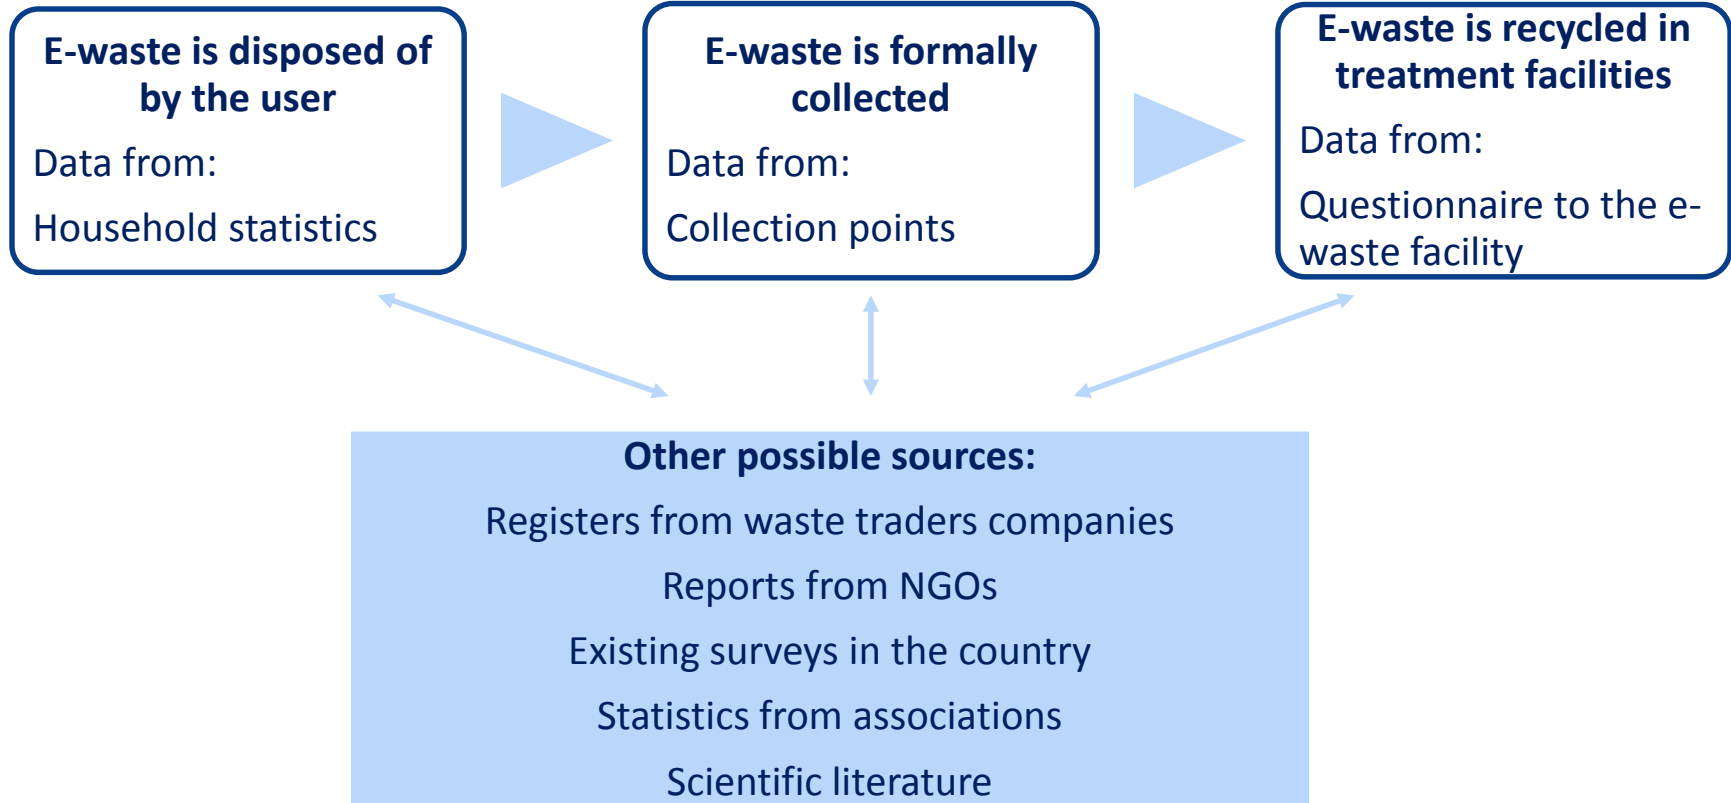 E-waste is disposed of
by the user
Data from:
Household statistics
E-waste is formally
collected
Data from:
Collection points
E-waste is recycled in
treatment facilities
Data from:
Questionnaire to the e-
waste facility
Other possible sources:
Registers from waste traders companies
Reports from NGOs
Existing surveys in the country
Statistics from associations
Scientific literature